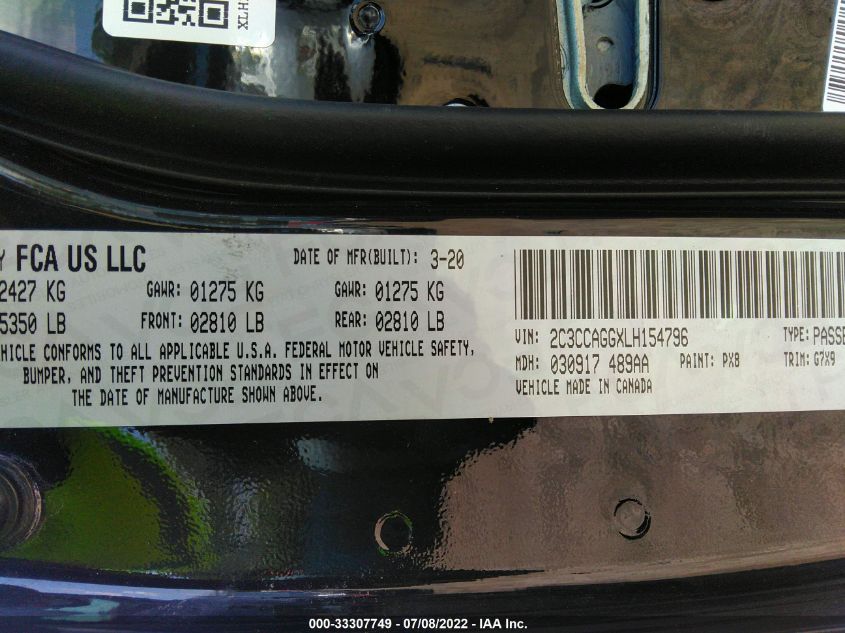 XLH
Y FCA US LLC
DATE OF MFR(BUILT): 3-20
2427 KG GAWR: 01275 KG GAWR: 01275 KG
5350 LB FRONT: 02810 LB REAR: 02810 LB
EHICLE CONFORMS TO ALL APPLICABLE U.S.A. FEDERAL MOTOR VEHICLE SAFETY,
BUMPER, AND THEFT PREVENTION STANDARDS IN EFFECT ON
THE DATE OF MANUFACTURE SHOWN ABOVE.
VIN: 2C3CCAGGXLH154796 TYPE: PASSE
MDH: 030917 489AA PAINT: PX8 TRIM: G7X9
VEHICLE MADE IN CANADA
000-33307749 / 07/08/2022 - IAA Inc.